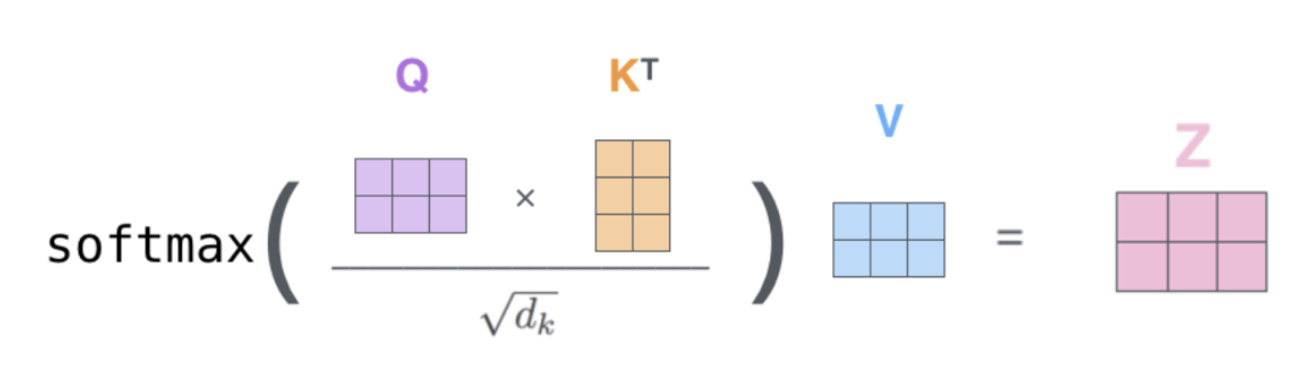 Q Kᵀ
V
Z
softmax( × ) =
√dₖ